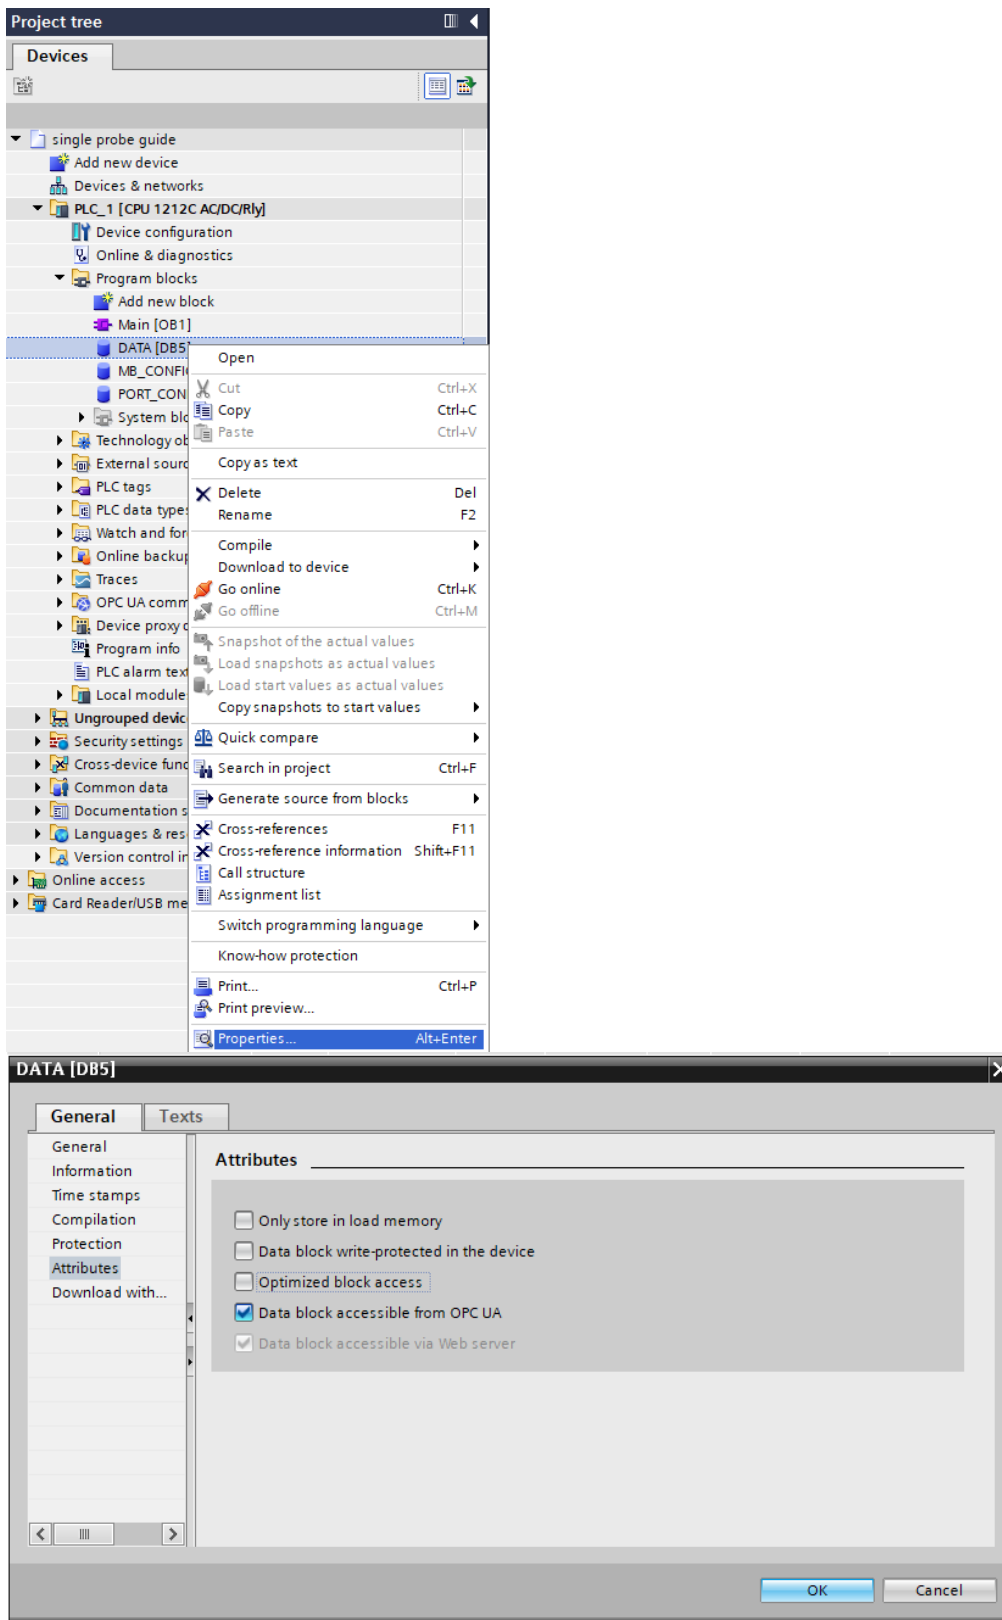 Project tree
Devices
single probe guide
Add new device
Devices & networks
PLC_1 [CPU 1212C AC/DC/Rly]
Device configuration
Online & diagnostics
Program blocks
Add new block
Main [OB1]
DATA [DB5]
MB_CONFI
PORT_CON
System blo
Technology ob
External sourc
PLC tags
PLC data types
Watch and for
Online backup
Traces
OPC UA comm
Device proxy d
Program info
PLC alarm text
Local module
Ungrouped devic
Security settings
Cross-device func
Common data
Documentation s
Languages & res
Version control in
Online access
Card Reader/USB me
Open
Cut Ctrl+X
Copy Ctrl+C
Paste Ctrl+V
Copy as text
Delete Del
Rename F2
Compile
Download to device
Go online Ctrl+K
Go offline Ctrl+M
Snapshot of the actual values
Load snapshots as actual values
Load start values as actual values
Copy snapshots to start values
Quick compare
Search in project Ctrl+F
Generate source from blocks
Cross-references F11
Cross-reference information Shift+F11
Call structure
Assignment list
Switch programming language
Know-how protection
Print... Ctrl+P
Print preview...
Properties... Alt+Enter
DATA [DB5]
General Texts
General
Information
Time stamps
Compilation
Protection
Attributes
Download with...
Attributes
Only store in load memory
Data block write-protected in the device
Optimized block access
Data block accessible from OPC UA
Data block accessible via Web server
OK Cancel